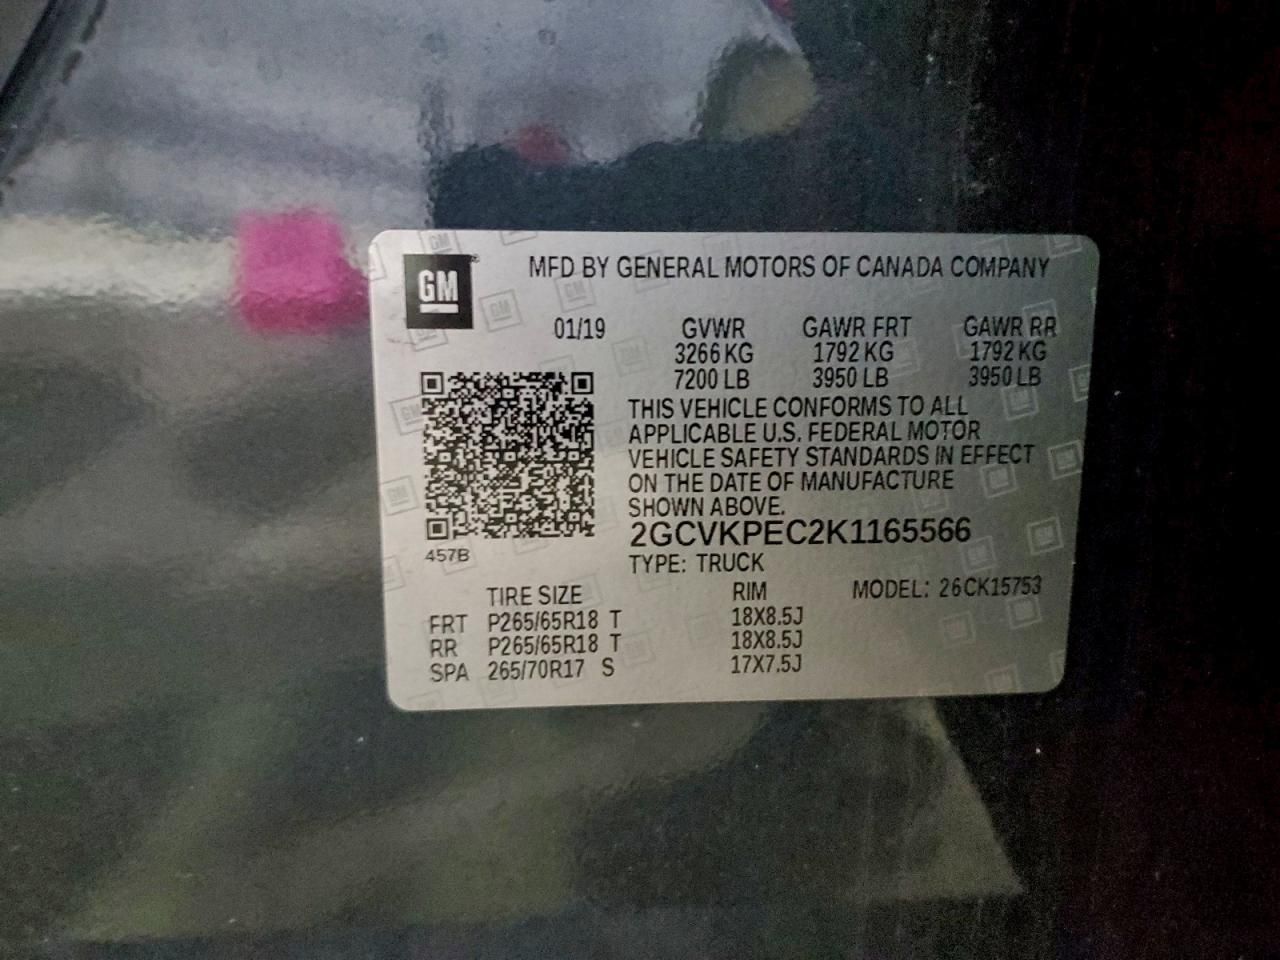 GM
MFD BY GENERAL MOTORS OF CANADA COMPANY
01/19 GVWR GAWR FRT GAWR RR
3266 KG 1792 KG 1792 KG
7200 LB 3950 LB 3950 LB
THIS VEHICLE CONFORMS TO ALL
APPLICABLE U.S. FEDERAL MOTOR
VEHICLE SAFETY STANDARDS IN EFFECT
ON THE DATE OF MANUFACTURE
SHOWN ABOVE.
2GCVKPEC2K1165566
457B
TYPE: TRUCK
TIRE SIZE RIM MODEL: 26CK15753
FRT P265/65R18 T 18X8.5J
RR P265/65R18 T 18X8.5J
SPA 265/70R17 S 17X7.5J